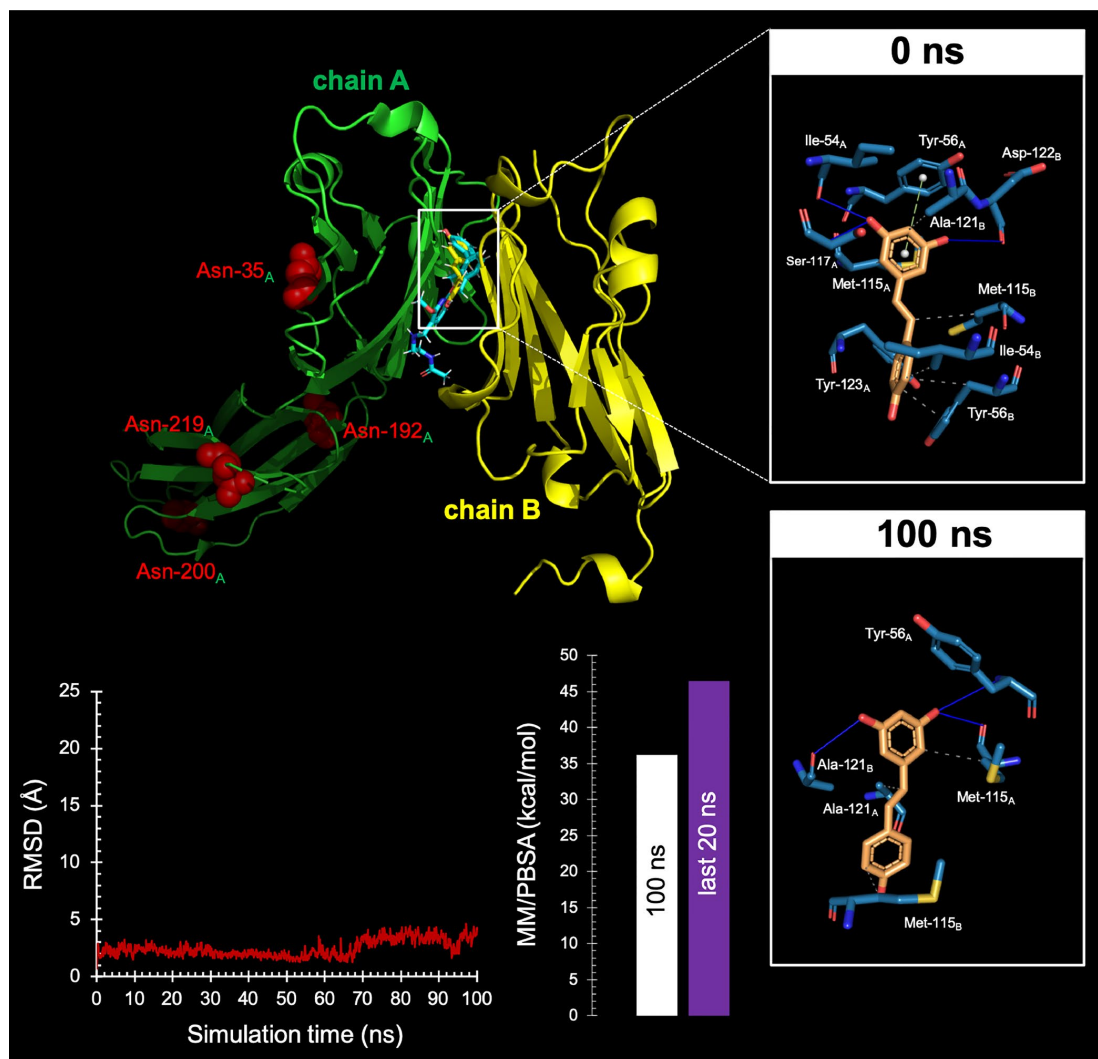 chain A
Asn-35A
Asn-219A
Asn-192A
Asn-200A
chain B
0 ns
Ile-54A
Tyr-56A
Asp-122B
Ala-121B
Ser-117A
Met-115A
Met-115B
Ile-54B
Tyr-123A
Tyr-56B
100 ns
Tyr-56A
Ala-121B
Met-115A
Ala-121A
Met-115B
RMSD (Å)
25
20
15
10
5
0
0 10 20 30 40 50 60 70 80 90 100
Simulation time (ns)
MM/PBSA (kcal/mol)
50
45
40
35
30
25
20
15
10
5
0
100 ns
last 20 ns